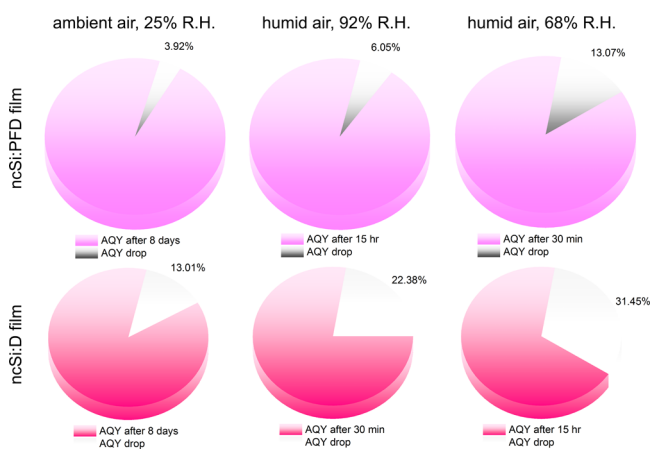 ambient air, 25% R.H.
humid air, 92% R.H.
humid air, 68% R.H.
ncSi:PFD film
3.92%
6.05%
13.07%
AQY after 8 days
AQY drop
AQY after 15 hr
AQY drop
AQY after 30 min
AQY drop
ncSi:D film
13.01%
22.38%
31.45%
AQY after 8 days
AQY drop
AQY after 30 min
AQY drop
AQY after 15 hr
AQY drop